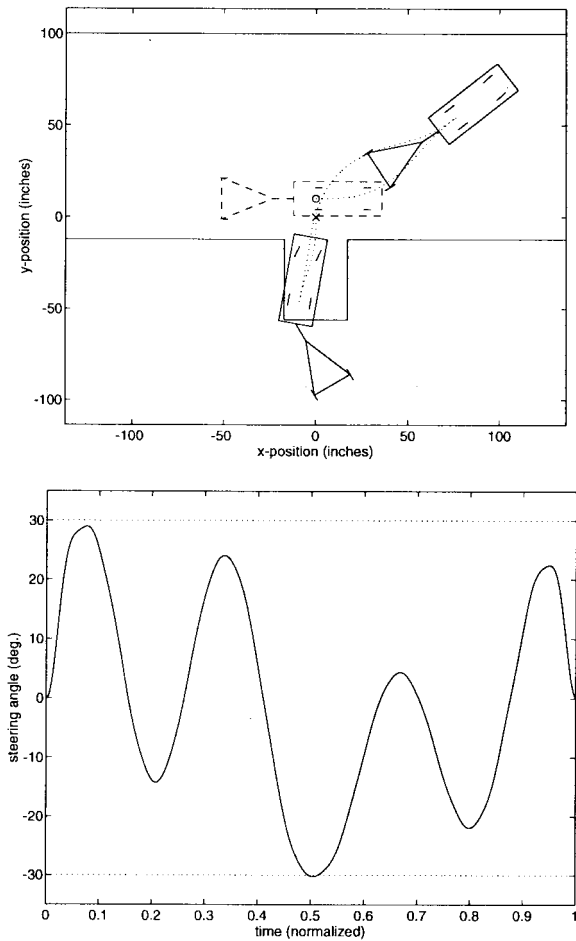 100
50
0
-50
-100
y-position (inches)
-100 -50 0 50 100
x-position (inches)
30
20
10
0
-10
-20
-30
steering angle (deg.)
0 0.1 0.2 0.3 0.4 0.5 0.6 0.7 0.8 0.9 1
time (normalized)